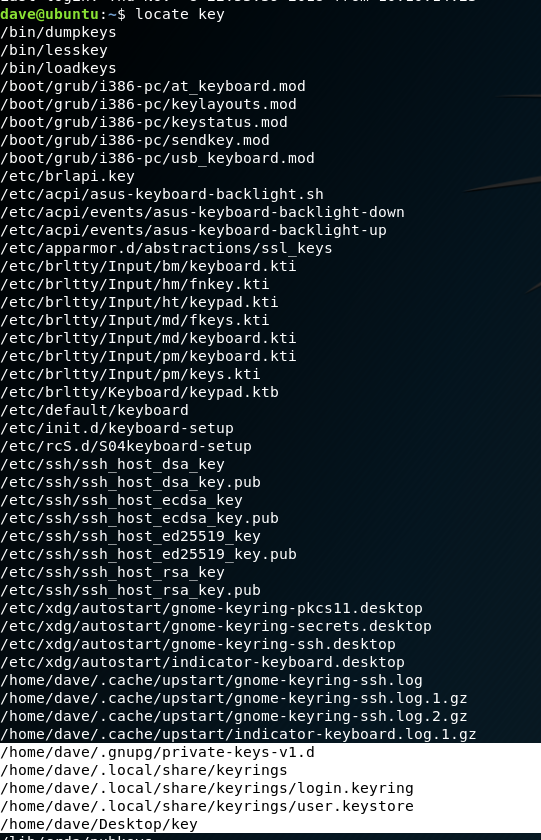 dave@ubuntu:~$ locate key
/bin/dumpkeys
/bin/lesskey
/bin/loadkeys
/boot/grub/i386-pc/at_keyboard.mod
/boot/grub/i386-pc/keylayouts.mod
/boot/grub/i386-pc/keystatus.mod
/boot/grub/i386-pc/sendkey.mod
/boot/grub/i386-pc/usb_keyboard.mod
/etc/brlapi.key
/etc/acpi/asus-keyboard-backlight.sh
/etc/acpi/events/asus-keyboard-backlight-down
/etc/acpi/events/asus-keyboard-backlight-up
/etc/apparmor.d/abstractions/ssl_keys
/etc/brltty/Input/bm/keyboard.kti
/etc/brltty/Input/hm/fnkey.kti
/etc/brltty/Input/ht/keypad.kti
/etc/brltty/Input/md/fkeys.kti
/etc/brltty/Input/md/keyboard.kti
/etc/brltty/Input/pm/keyboard.kti
/etc/brltty/Input/pm/keys.kti
/etc/brltty/Keyboard/keypad.ktb
/etc/default/keyboard
/etc/init.d/keyboard-setup
/etc/rcS.d/S04keyboard-setup
/etc/ssh/ssh_host_dsa_key
/etc/ssh/ssh_host_dsa_key.pub
/etc/ssh/ssh_host_ecdsa_key
/etc/ssh/ssh_host_ecdsa_key.pub
/etc/ssh/ssh_host_ed25519_key
/etc/ssh/ssh_host_ed25519_key.pub
/etc/ssh/ssh_host_rsa_key
/etc/ssh/ssh_host_rsa_key.pub
/etc/xdg/autostart/gnome-keyring-pkcs11.desktop
/etc/xdg/autostart/gnome-keyring-secrets.desktop
/etc/xdg/autostart/gnome-keyring-ssh.desktop
/etc/xdg/autostart/indicator-keyboard.desktop
/home/dave/.cache/upstart/gnome-keyring-ssh.log
/home/dave/.cache/upstart/gnome-keyring-ssh.log.1.gz
/home/dave/.cache/upstart/gnome-keyring-ssh.log.2.gz
/home/dave/.cache/upstart/indicator-keyboard.log.1.gz
/home/dave/.gnupg/private-keys-v1.d
/home/dave/.local/share/keyrings
/home/dave/.local/share/keyrings/login.keyring
/home/dave/.local/share/keyrings/user.keystore
/home/dave/Desktop/key